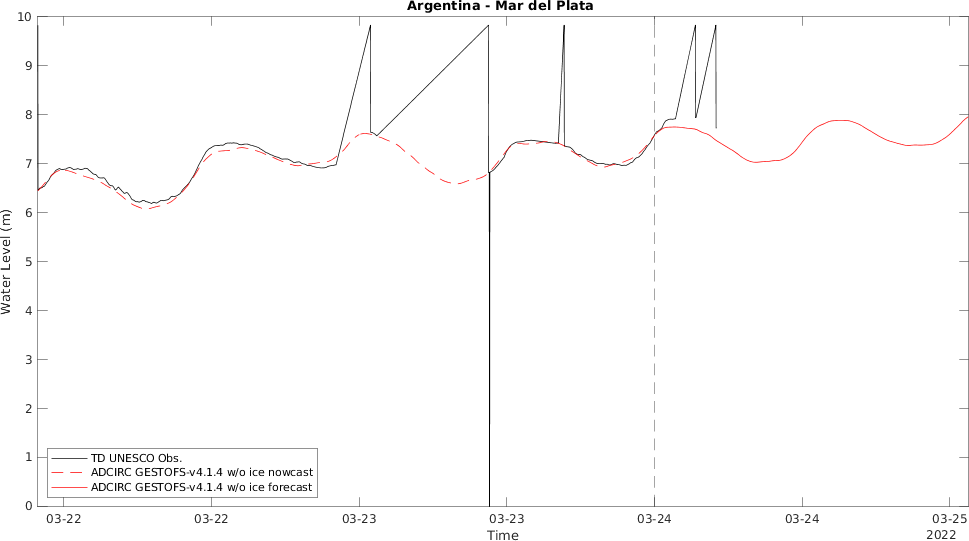 Argentina - Mar del Plata
10
9
8
7
6
5
4
3
2
1
0
Water Level (m)
TD UNESCO Obs.
ADCIRC GESTOFS-v4.1.4 w/o ice nowcast
ADCIRC GESTOFS-v4.1.4 w/o ice forecast
03-22 03-22 03-23 03-23 03-24 03-24 03-25
Time
2022